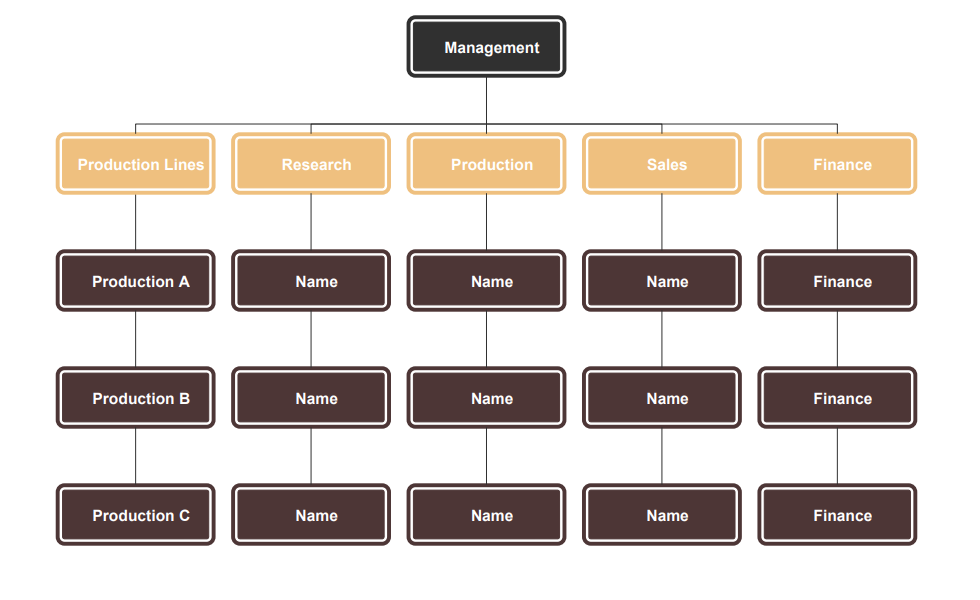 Management
Production Lines
Research
Production
Sales
Finance
Production A
Name
Name
Name
Finance
Production B
Name
Name
Name
Finance
Production C
Name
Name
Name
Finance